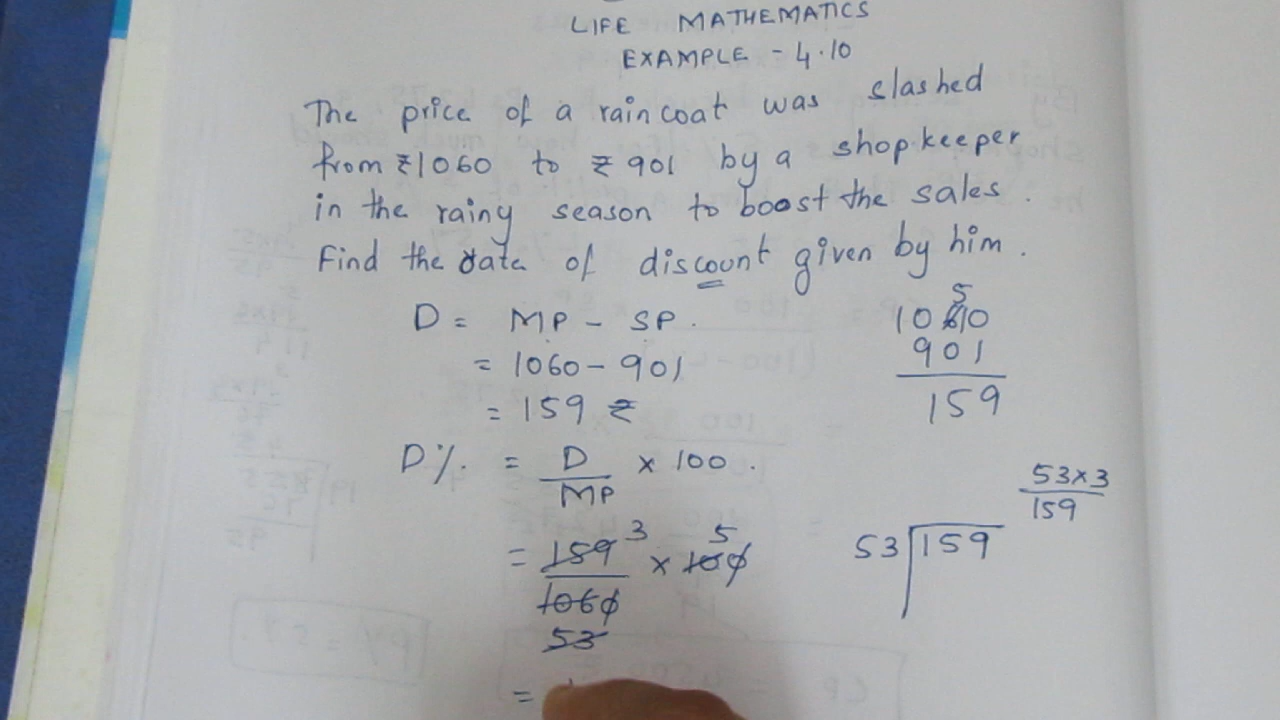 LIFE MATHEMATICS
EXAMPLE - 4.10
The price of a raincoat was slashed
from ₹1060 to ₹901 by a shopkeeper
in the rainy season to boost the sales.
Find the rate of discount given by him.
D = MP - SP.
= 1060 - 901
= 159 ₹
5
10610
901
159
D% = D/MP × 100.
= 159/1060 × 100
3
5
53
=
53×3
159
53 159